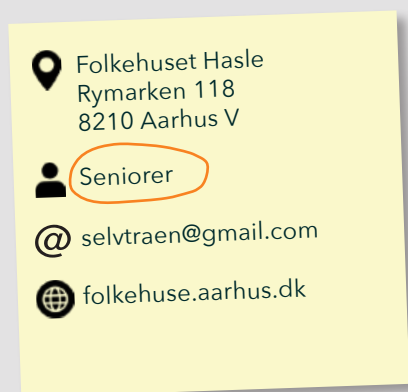 Folkehuset Hasle
Rymarken 118
8210 Aarhus V
Seniorer
@ selvtraen@gmail.com
folkehuse.aarhus.dk